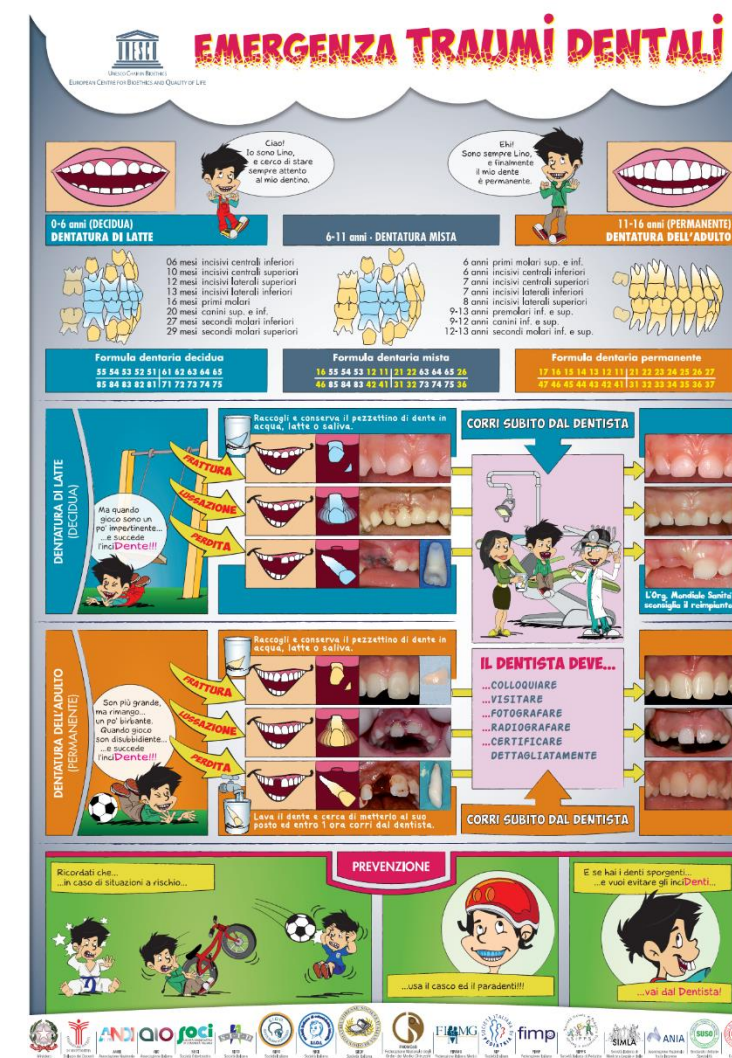 UNESCO CHAIR IN BIOETHICS
EUROPEAN CENTRE FOR BIOETHICS AND QUALITY OF LIFE
EMERGENZA TRAUMI DENTALI
Ciao!
Io sono Lino,
e cerco di stare
sempre attento
al mio dentino.
Ehi!
Sono sempre Lino,
e finalmente
il mio dente
è permanente.
0-6 anni (DECIDUA)
DENTATURA DI LATTE
6-11 anni - DENTATURA MISTA
11-16 anni (PERMANENTE)
DENTATURA DELL'ADULTO
06 mesi incisivi centrali inferiori
10 mesi incisivi centrali superiori
12 mesi incisivi laterali superiori
13 mesi incisivi laterali inferiori
16 mesi primi molari
20 mesi canini sup. e inf.
27 mesi secondi molari inferiori
29 mesi secondi molari superiori
6 anni primi molari sup. e inf.
6 anni incisivi centrali inferiori
7 anni incisivi centrali superiori
7 anni incisivi laterali inferiori
8 anni incisivi laterali superiori
9-13 anni premolari inf. e sup.
9-12 anni canini inf. e sup.
12-13 anni secondi molari inf. e sup.
Formula dentaria decidua
55 54 53 52 51|61 62 63 64 65
85 84 83 82 81|71 72 73 74 75
Formula dentaria mista
16 55 54 53 12 11|21 22 63 64 65 26
46 85 84 83 42 41|31 32 73 74 75 36
Formula dentaria permanente
17 16 15 14 13 12 11|21 22 23 24 25 26 27
47 46 45 44 43 42 41|31 32 33 34 35 36 37
DENTATURA DI LATTE
(DECIDUA)
Ma quando
gioco sono un
po' impertinente...
...e succede
l'inciDente!!!
Raccogli e conserva il pezzettino di dente in
acqua, latte o saliva.
FRATTURA
LUSSAZIONE
PERDITA
CORRI SUBITO DAL DENTISTA
L'Org. Mondiale Sanità
sconsiglia il reimpianto
DENTATURA DELL'ADULTO
(PERMANENTE)
Son più grande,
ma rimango...
un po' birbante.
Quando gioco
son disubbidiente...
...e succede
l'inciDente!!!
Raccogli e conserva il pezzettino di dente in
acqua, latte o saliva.
FRATTURA
LUSSAZIONE
PERDITA
Lava il dente e cerca di metterlo al suo
posto ed entro 1 ora corri dal dentista.
IL DENTISTA DEVE...
...COLLOQUIARE
...VISITARE
...FOTOGRAFARE
...RADIOGRAFARE
...CERTIFICARE
DETTAGLIATAMENTE
CORRI SUBITO DAL DENTISTA
PREVENZIONE
Ricordati che...
...in caso di situazioni a rischio...
...usa il casco ed il paradenti!!!
E se hai i denti sporgenti...
...e vuoi evitare gli inciDenti...
...vai dal Dentista!
ANDI
aio
soci
FIMMG
fimp
SIMLA
ANIA
SUSO